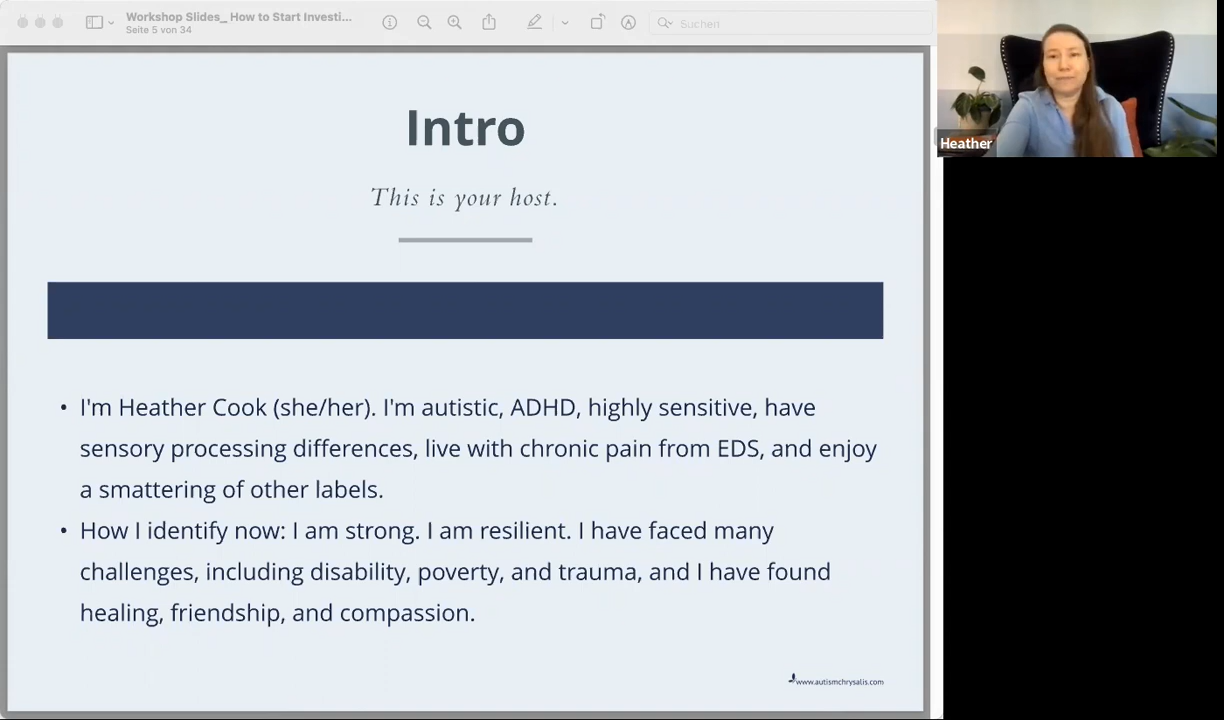 Workshop Slides_ How to Start Investi...
Seite 5 von 34
Suchen
Heather
Intro
This is your host.
• I'm Heather Cook (she/her). I'm autistic, ADHD, highly sensitive, have
sensory processing differences, live with chronic pain from EDS, and enjoy
a smattering of other labels.
• How I identify now: I am strong. I am resilient. I have faced many
challenges, including disability, poverty, and trauma, and I have found
healing, friendship, and compassion.
www.autismchrysalis.com